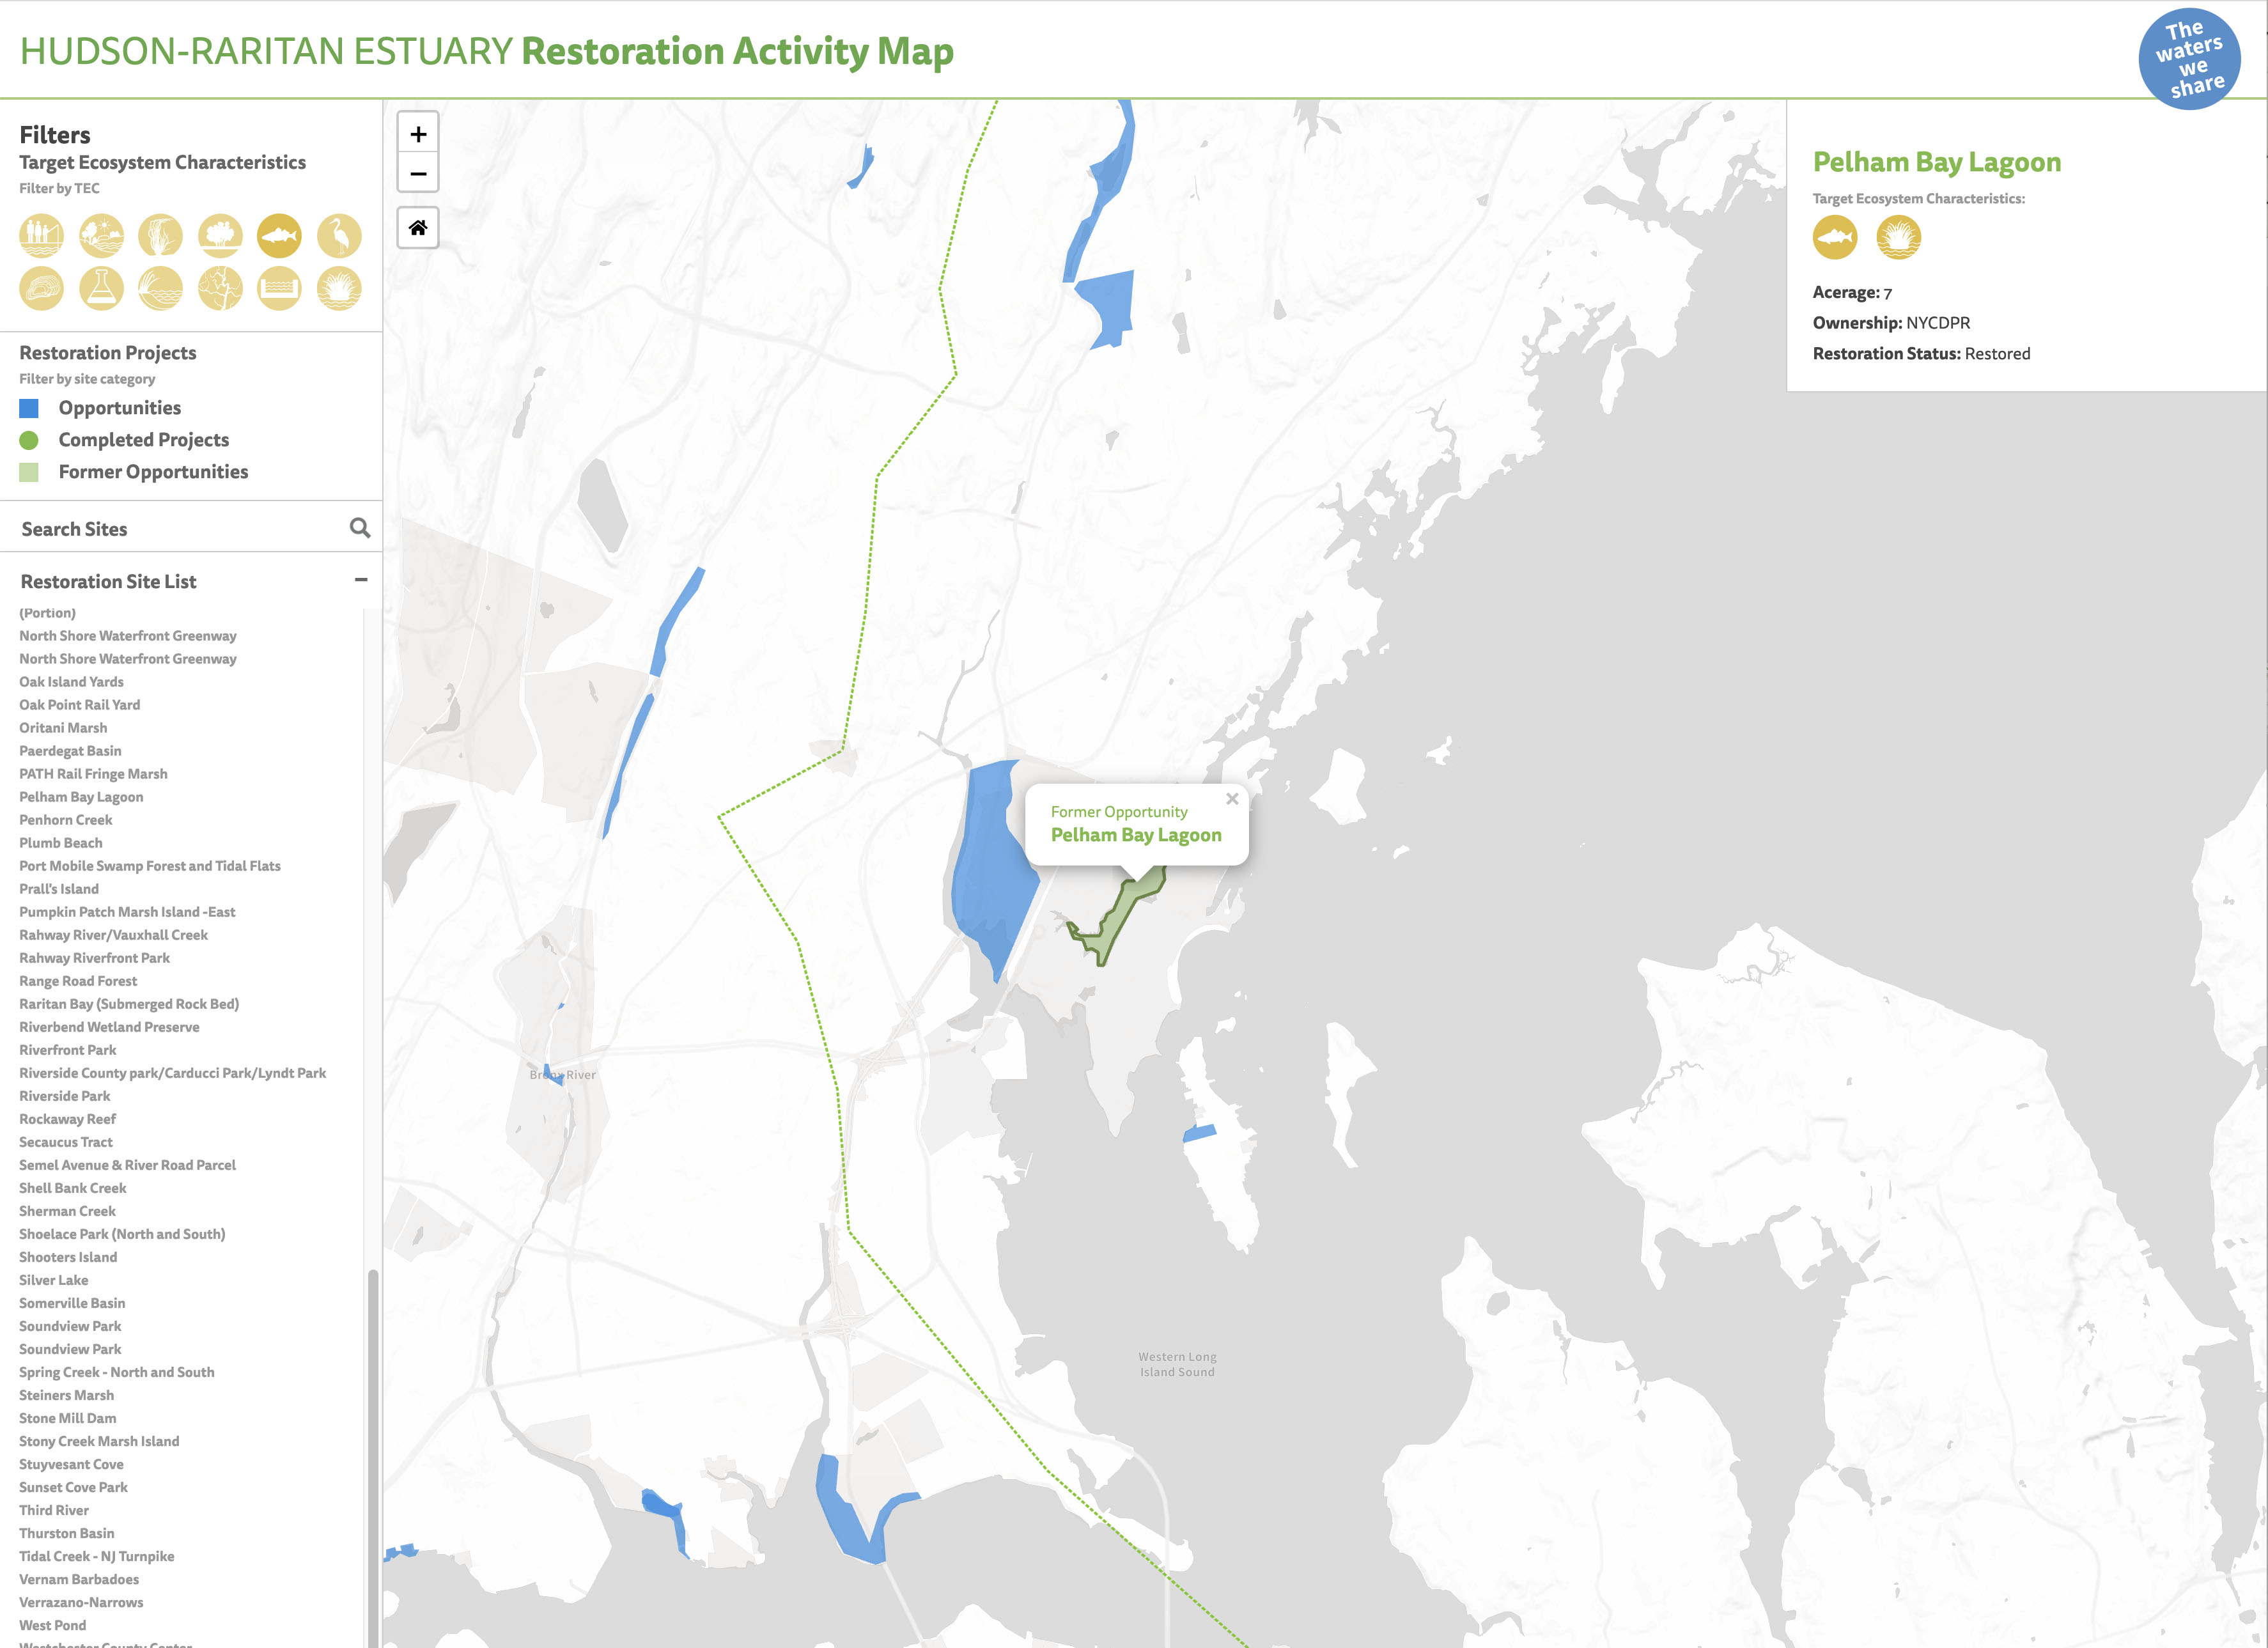 HUDSON-RARITAN ESTUARY Restoration Activity Map
The
waters
we
share
Filters
Target Ecosystem Characteristics
Filter by TEC
Restoration Projects
Filter by site category
Opportunities
Completed Projects
Former Opportunities
Search Sites
Restoration Site List
(Portion)
North Shore Waterfront Greenway
North Shore Waterfront Greenway
Oak Island Yards
Oak Point Rail Yard
Oritani Marsh
Paerdegat Basin
PATH Rail Fringe Marsh
Pelham Bay Lagoon
Penhorn Creek
Plumb Beach
Port Mobile Swamp Forest and Tidal Flats
Prall's Island
Pumpkin Patch Marsh Island -East
Rahway River/Vauxhall Creek
Rahway Riverfront Park
Range Road Forest
Raritan Bay (Submerged Rock Bed)
Riverbend Wetland Preserve
Riverfront Park
Riverside County park/Carducci Park/Lyndt Park
Riverside Park
Rockaway Reef
Secaucus Tract
Semel Avenue & River Road Parcel
Shell Bank Creek
Sherman Creek
Shoelace Park (North and South)
Shooters Island
Silver Lake
Somerville Basin
Soundview Park
Soundview Park
Spring Creek - North and South
Steiners Marsh
Stone Mill Dam
Stony Creek Marsh Island
Stuyvesant Cove
Sunset Cove Park
Third River
Thurston Basin
Tidal Creek - NJ Turnpike
Vernam Barbadoes
Verrazano-Narrows
West Pond
Westchester County Center
+
−
Former Opportunity
Pelham Bay Lagoon
×
Bronx River
Western Long
Island Sound
Pelham Bay Lagoon
Target Ecosystem Characteristics:
Acerage: 7
Ownership: NYCDPR
Restoration Status: Restored